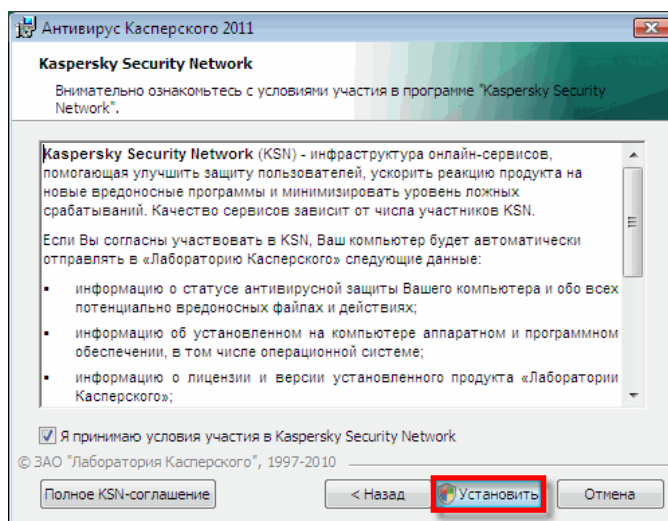 Антивирус Касперского 2011
Kaspersky Security Network
Внимательно ознакомьтесь с условиями участия в программе "Kaspersky Security
Network".
Kaspersky Security Network (KSN) - инфраструктура онлайн-сервисов,
помогающая улучшить защиту пользователей, ускорить реакцию продукта на
новые вредоносные программы и минимизировать уровень ложных
срабатываний. Качество сервисов зависит от числа участников KSN.
Если Вы согласны участвовать в KSN, Ваш компьютер будет автоматически
отправлять в «Лабораторию Касперского» следующие данные:
▪ информацию о статусе антивирусной защиты Вашего компьютера и обо всех
потенциально вредоносных файлах и действиях;
▪ информацию об установленном на компьютере аппаратном и программном
обеспечении, в том числе операционной системе;
▪ информацию о лицензии и версии установленного продукта «Лаборатории
Касперского»;
Я принимаю условия участия в Kaspersky Security Network
© ЗАО "Лаборатория Касперского", 1997-2010
Полное KSN-соглашение
< Назад
Установить
Отмена